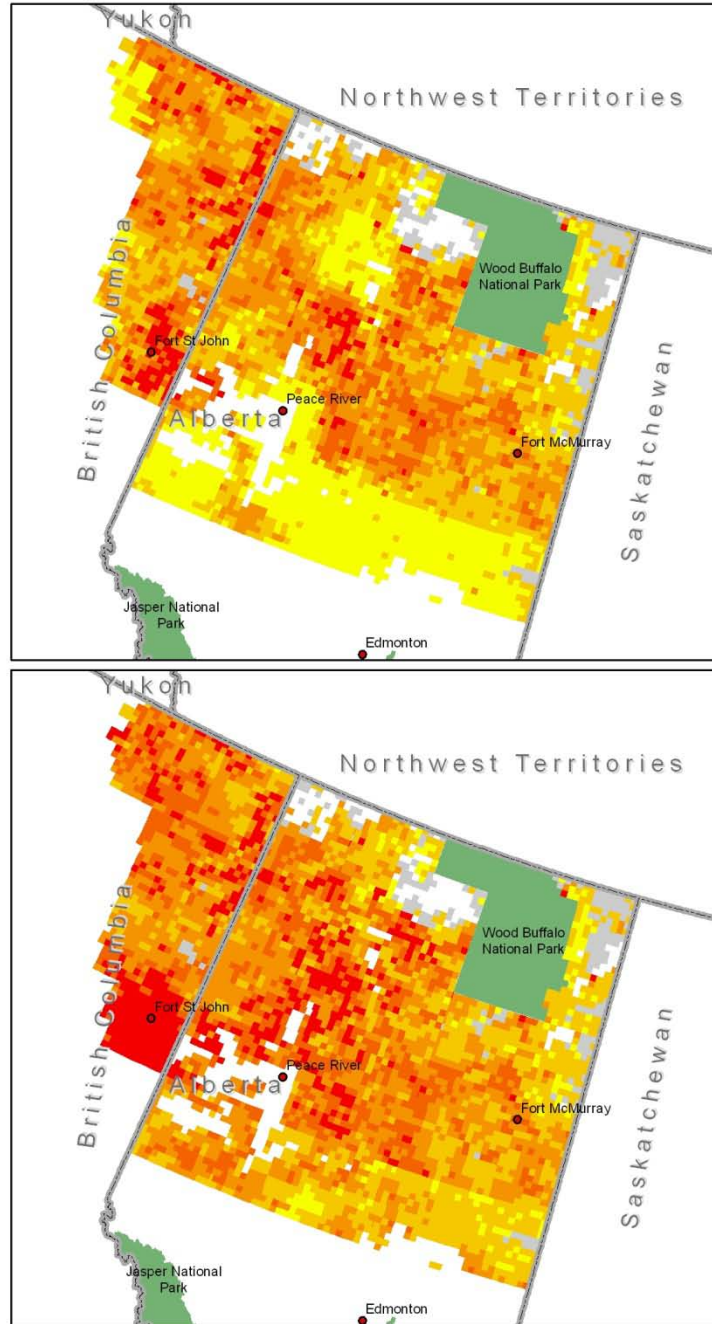 Yukon
Northwest Territories
Wood Buffalo
National Park
British Columbia
Fort St John
Peace River
Alberta
Fort McMurray
Saskatchewan
Jasper National
Park
Edmonton
Yukon
Northwest Territories
Wood Buffalo
National Park
British Columbia
Fort St John
Peace River
Alberta
Fort McMurray
Saskatchewan
Jasper National
Park
Edmonton